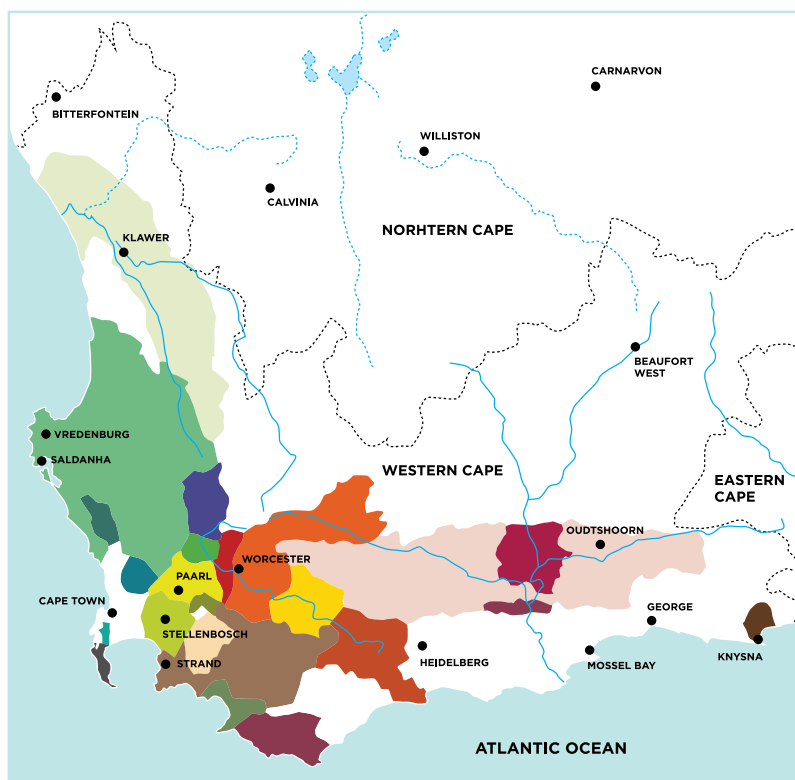 CARNARVON
BITTERFONTEIN
WILLISTON
CALVINIA
NORHTERN CAPE
KLAWER
BEAUFORT
WEST
VREDENBURG
SALDANHA
WESTERN CAPE
EASTERN
CAPE
OUDTSHOORN
WORCESTER
PAARL
CAPE TOWN
GEORGE
STELLENBOSCH
STRAND
HEIDELBERG
MOSSEL BAY
KNYSNA
ATLANTIC OCEAN